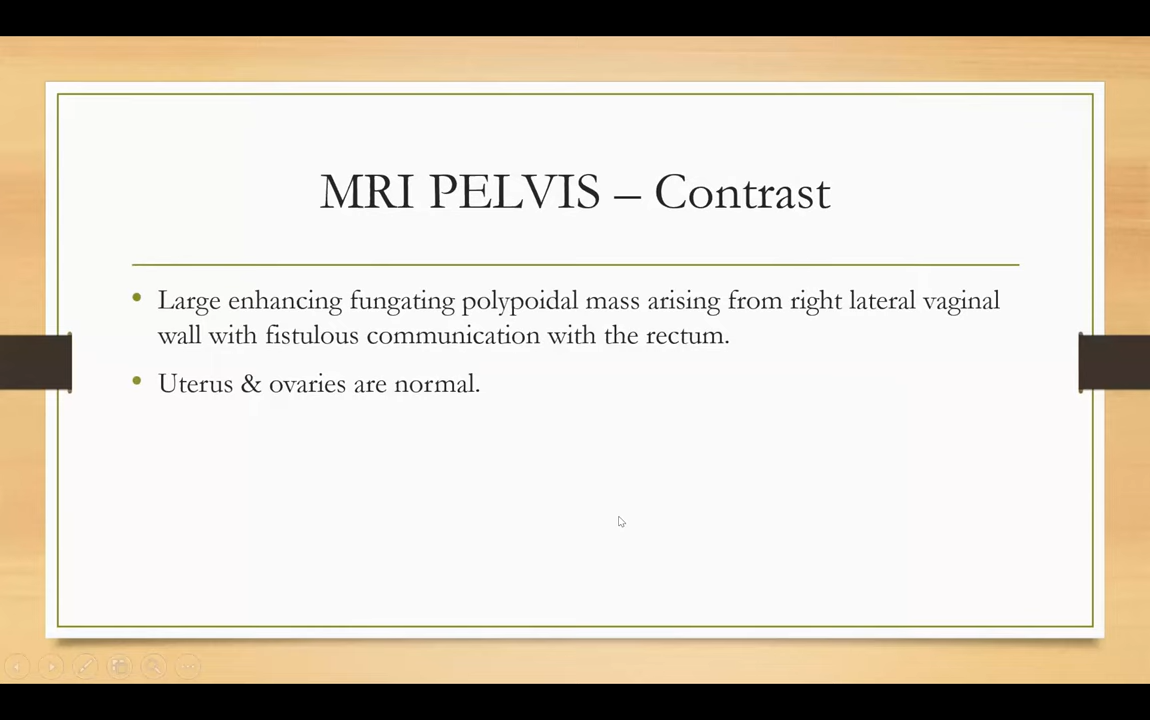 MRI PELVIS – Contrast
• Large enhancing fungating polypoidal mass arising from right lateral vaginal
wall with fistulous communication with the rectum.
• Uterus & ovaries are normal.